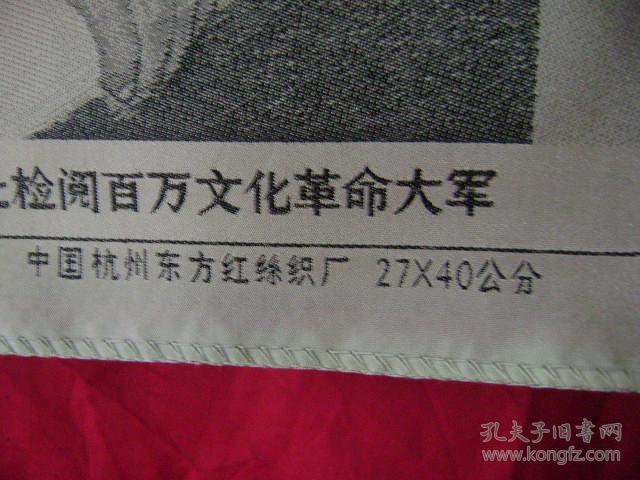 上检阅百万文化革命大军
中国杭州东方红丝织厂 27X40公分
孔夫子旧书网
www.kongfz.com